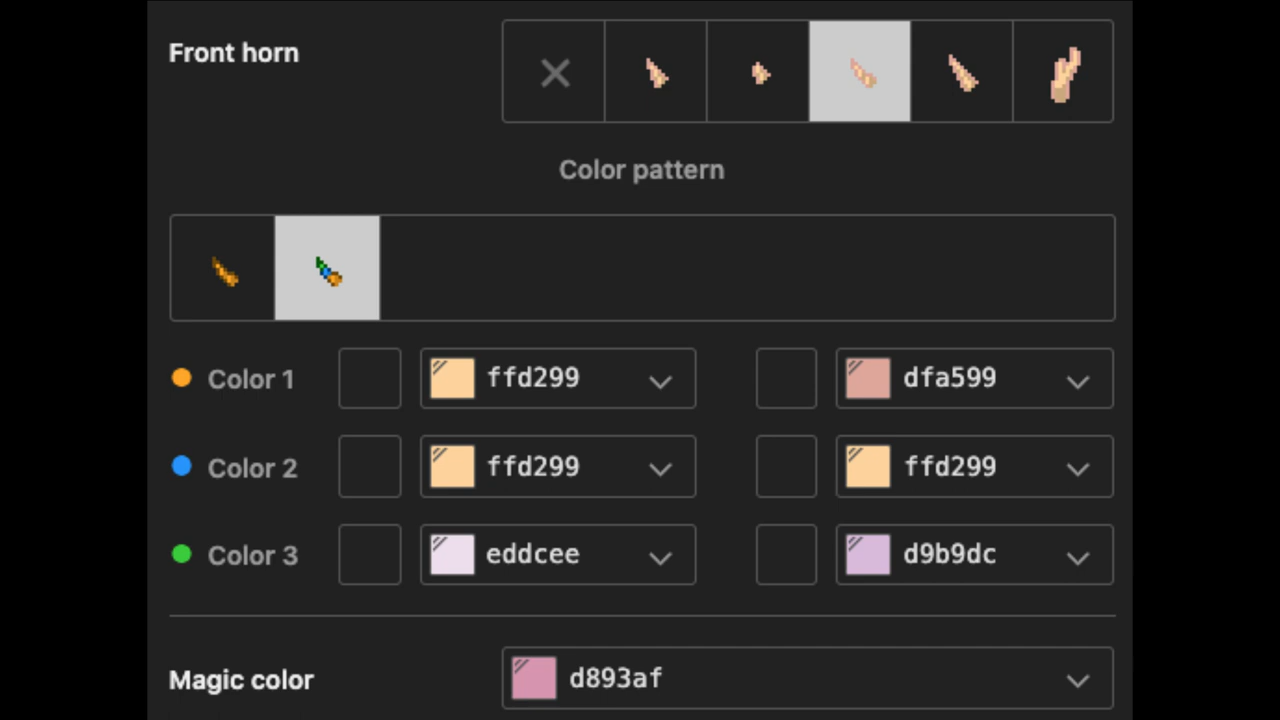 Front horn
Color pattern
Color 1 ffd299 dfa599
Color 2 ffd299 ffd299
Color 3 eddcee d9b9dc
Magic color d893af